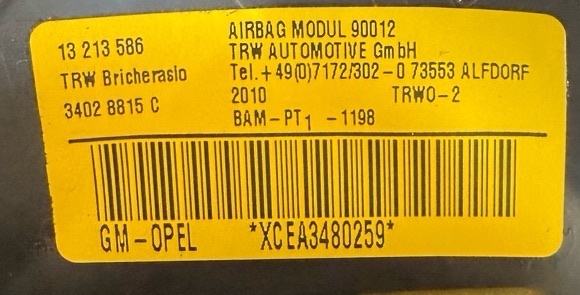 AIRBAG MODUL 90012
13 213 586 TRW AUTOMOTIVE GmbH
TRW Bricherasio Tel.+49(0)7172/302-0 73553 ALFDORF
3402 8815 C 2010 TRWO-2
BAM-PT1 -1198
GM-OPEL *XCEA3480259*